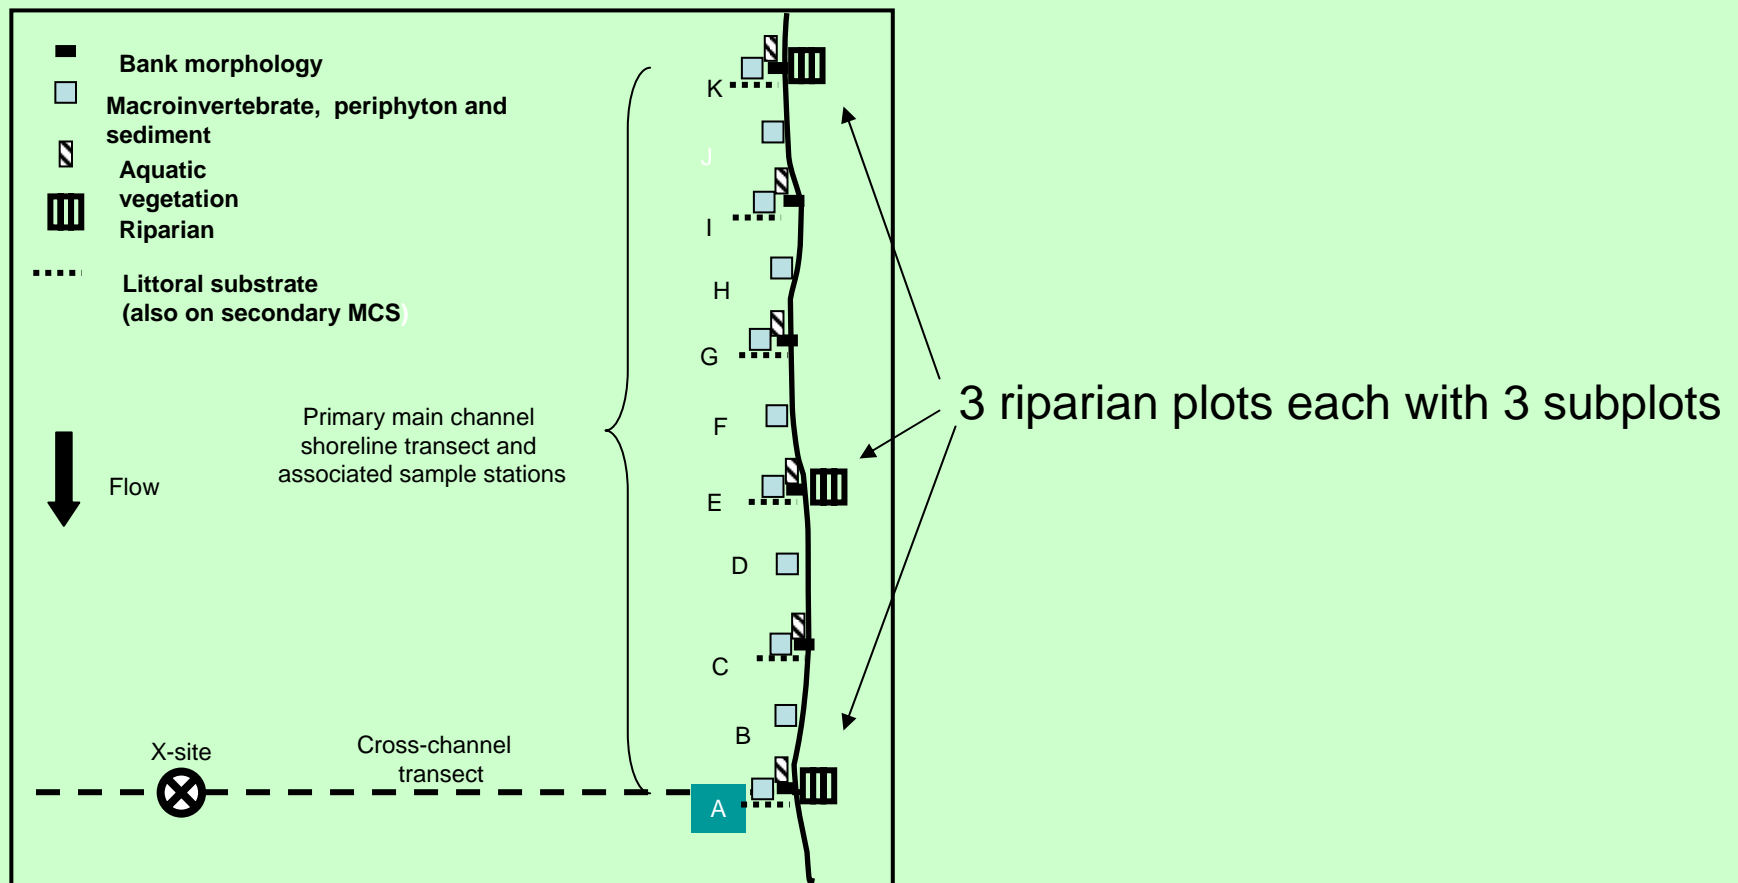 Bank morphology
Macroinvertebrate, periphyton and
sediment
Aquatic
vegetation
Riparian
Littoral substrate
(also on secondary MCS)
Flow
Primary main channel
shoreline transect and
associated sample stations
K
J
I
H
G
F
E
D
C
B
A
X-site
Cross-channel
transect
3 riparian plots each with 3 subplots